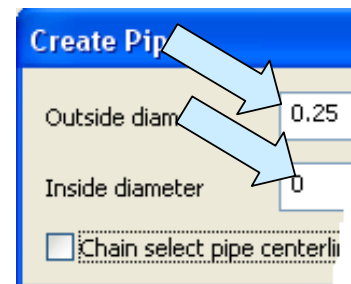 Create Pip
Outside diam 0.25
Inside diameter 0
Chain select pipe centerli